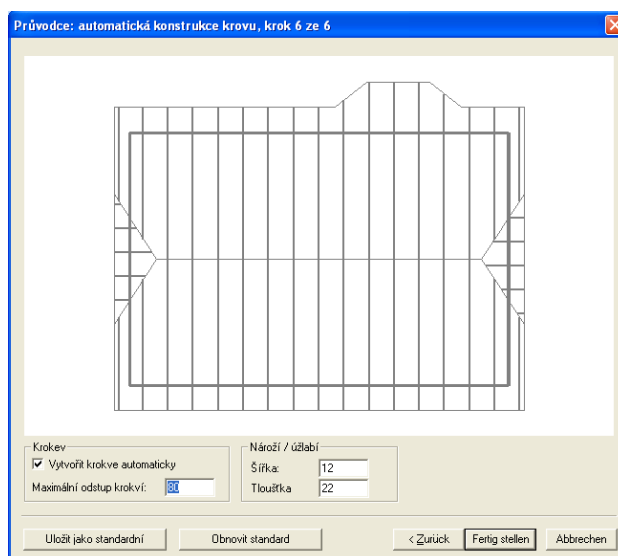 Průvodce: automatická konstrukce krovu, krok 6 ze 6
Krokev
Vytvořit krokve automaticky
Maximální odstup krokví: 80
Nároží / úžlabí
Šířka: 12
Tloušťka 22
Uložit jako standardní
Obnovit standard
< Zurück
Fertig stellen
Abbrechen